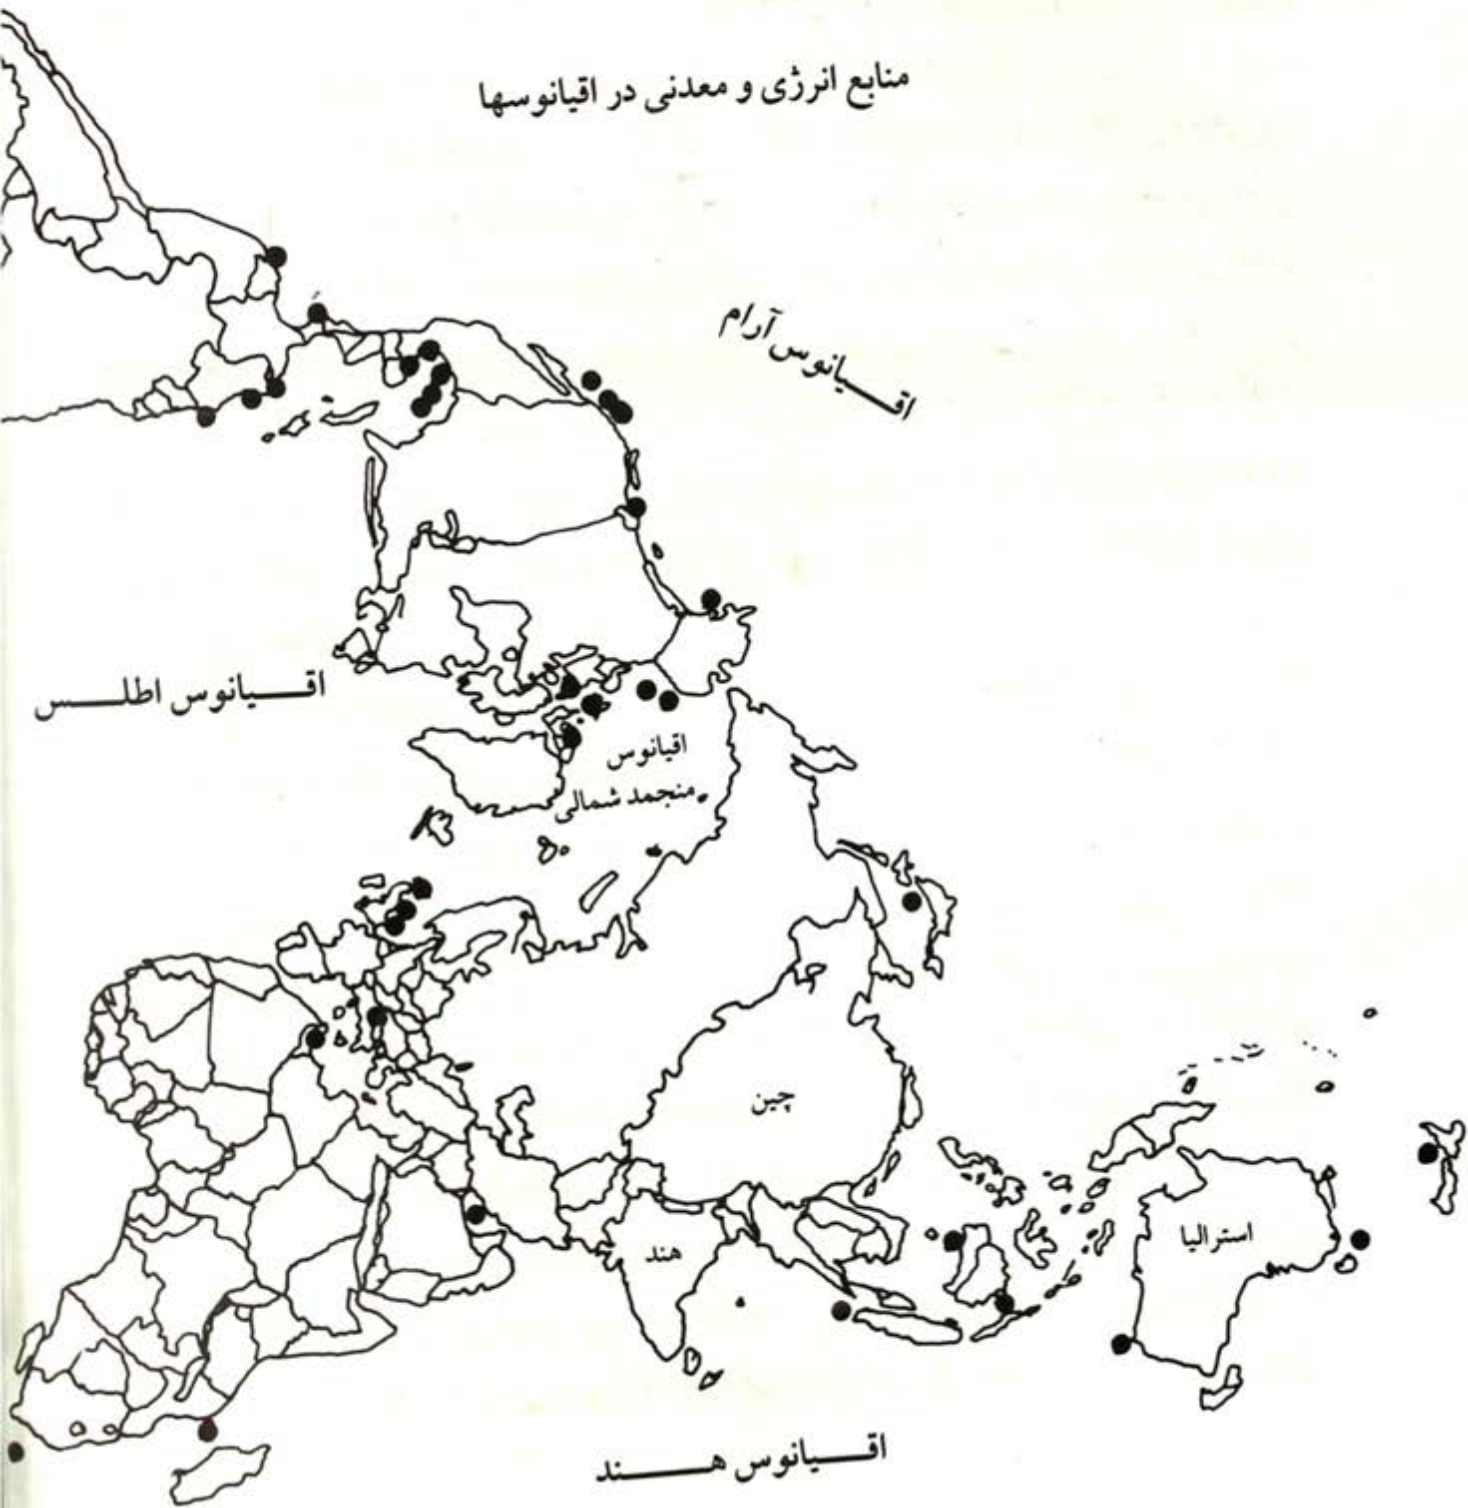 منابع انرژی و معدنی در اقیانوسها
اقیانوس آرام
اقیانوس اطلس
اقیانوس
منجمد شمالی
چین
هند
استرالیا
اقیانوس هند